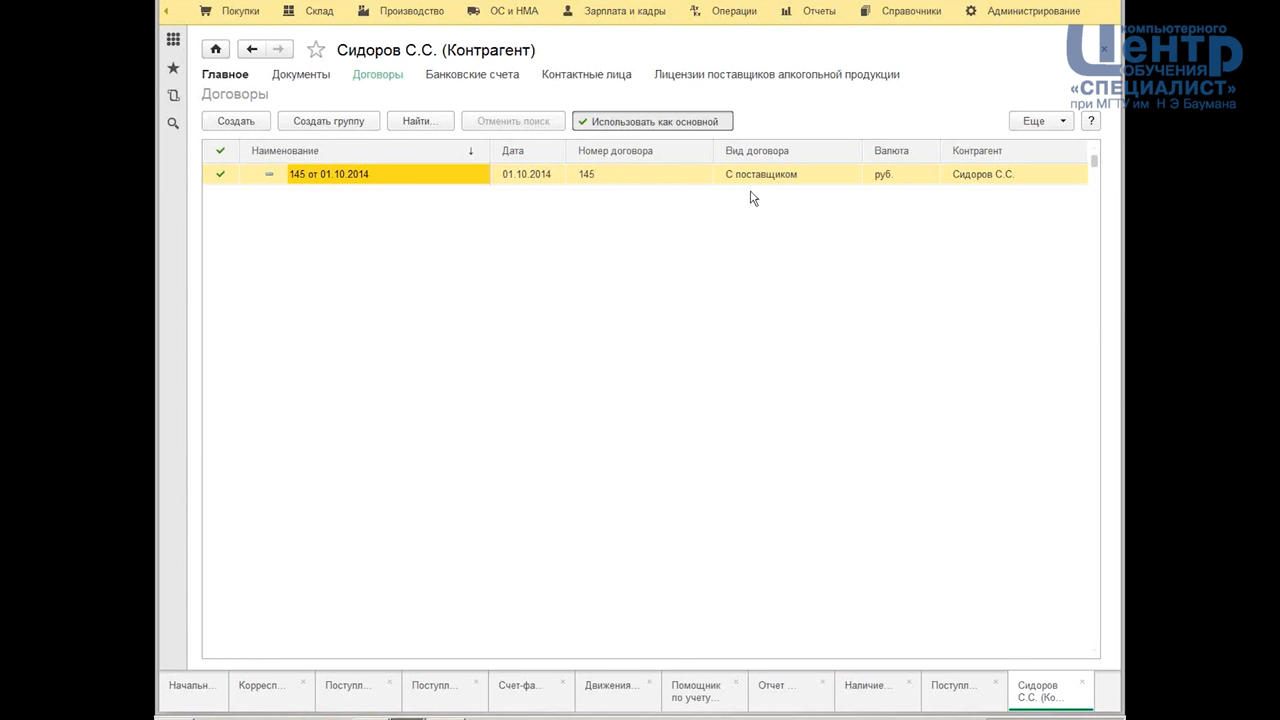 Покупки Склад Производство ОС и НМА Зарплата и кадры Операции Отчеты Справочники Администрирование
компьютерного
Центр
ОБУЧЕНИЯ
«СПЕЦИАЛИСТ»
при МГТУ им Н Э Баумана
Сидоров С.С. (Контрагент)
Главное Документы Договоры Банковские счета Контактные лица Лицензии поставщиков алкогольной продукции
Договоры
Создать Создать группу Найти... Отменить поиск Использовать как основной Еще ?
Наименование Дата Номер договора Вид договора Валюта Контрагент
145 от 01.10.2014 01.10.2014 145 С поставщиком руб. Сидоров С.С.
Начальн... Корресп... Поступл... Поступл... Счет-фа... Движения... Помощник по учету... Отчет ... Наличие... Поступл... Сидоров С.С. (Ко...